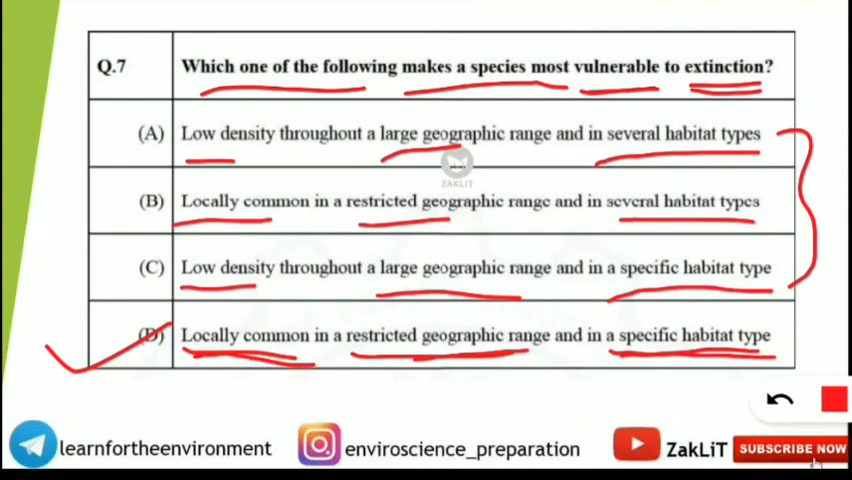 Q.7 Which one of the following makes a species most vulnerable to extinction?
(A) Low density throughout a large geographic range and in several habitat types
ZAKLiT
(B) Locally common in a restricted geographic range and in several habitat types
(C) Low density throughout a large geographic range and in a specific habitat type
(D) Locally common in a restricted geographic range and in a specific habitat type
learnfortheenvironment enviroscience_preparation ZakLiT SUBSCRIBE NOW